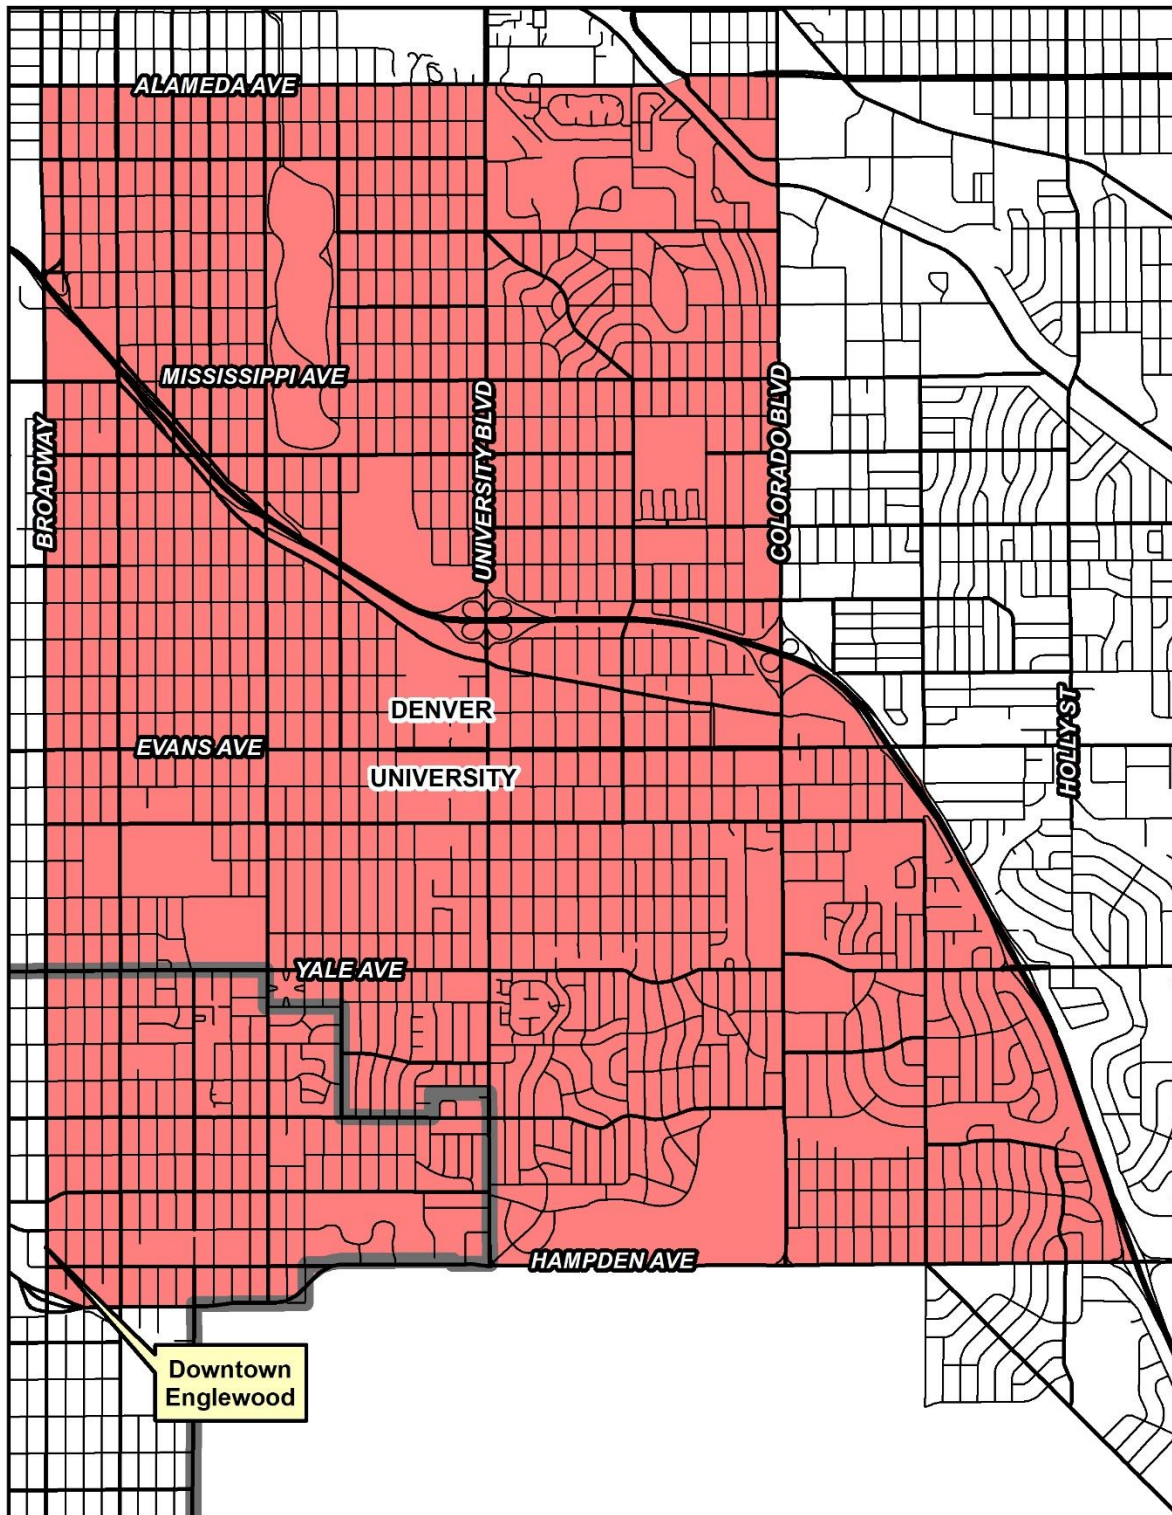 ALAMEDA AVE
MISSISSIPPI AVE
UNIVERSITY BLVD
COLORADO BLVD
BROADWAY
HOLLY ST
DENVER
EVANS AVE
UNIVERSITY
YALE AVE
HAMPDEN AVE
Downtown
Englewood